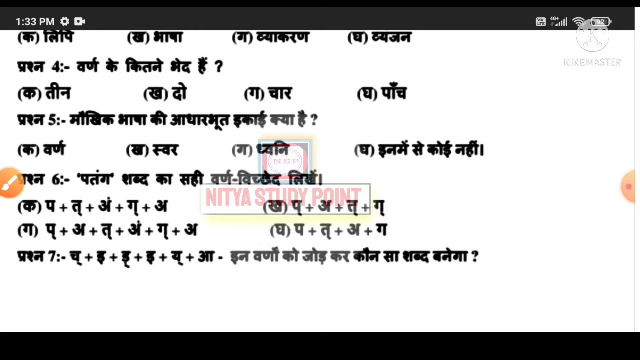 1:33 PM
KINEMASTER
(क) लिपि (ख) भाषा (ग) व्याकरण (घ) व्यंजन
प्रश्न 4:- वर्ण के कितने भेद हैं ?
(क) तीन (ख) दो (ग) चार (घ) पाँच
प्रश्न 5:- मौखिक भाषा की आधारभूत इकाई क्या है ?
(क) वर्ण (ख) स्वर (ग) ध्वनि (घ) इनमें से कोई नहीं।
प्रश्न 6:- 'पतंग' शब्द का सही वर्ण-विच्छेद लिखें।
NITYA STUDY POINT
(क) प + त् + अं + ग् + अ (ख) प् + अ + त् + ग्
(ग) प् + अ + त् + अं + ग् + अ (घ) प + त् + अ + ग
प्रश्न 7:- च् + इ + ड़् + इ + य् + आ - इन वर्णों को जोड़ कर कौन सा शब्द बनेगा ?